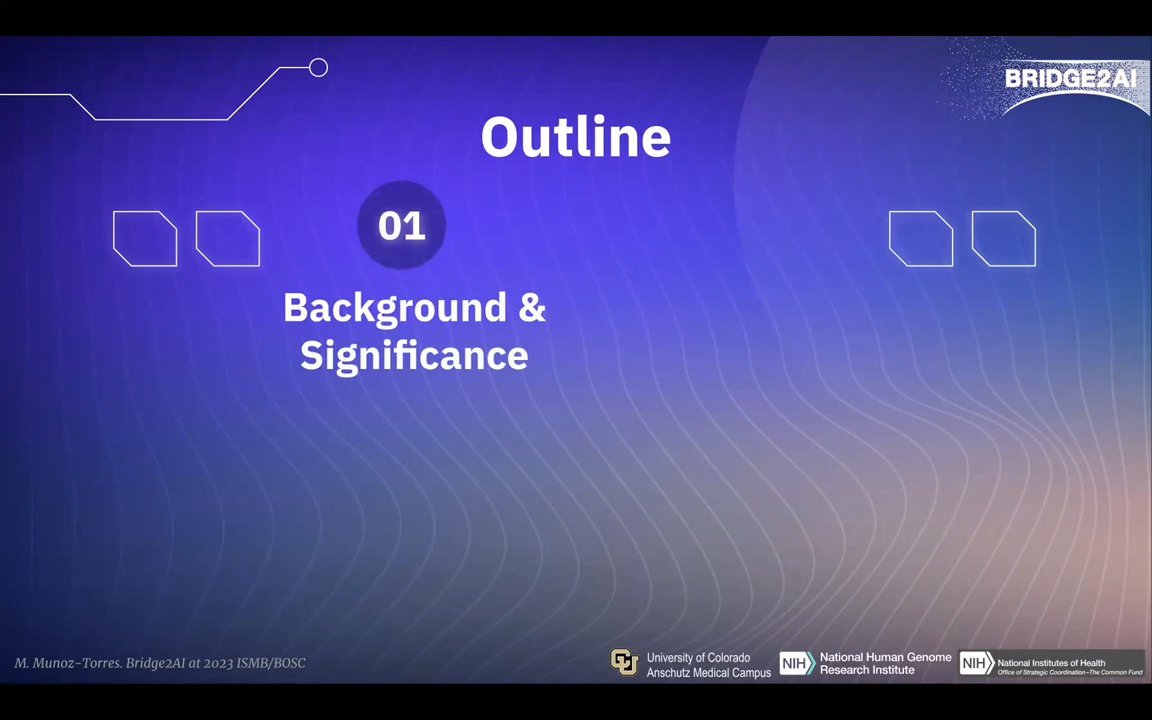 BRIDGE2AI
Outline
01
Background &
Significance
M. Munoz-Torres. Bridge2AI at 2023 ISMB/BOSC
University of Colorado
Anschutz Medical Campus
NIH
National Human Genome
Research Institute
NIH
National Institutes of Health
Office of Strategic Coordination—The Common Fund